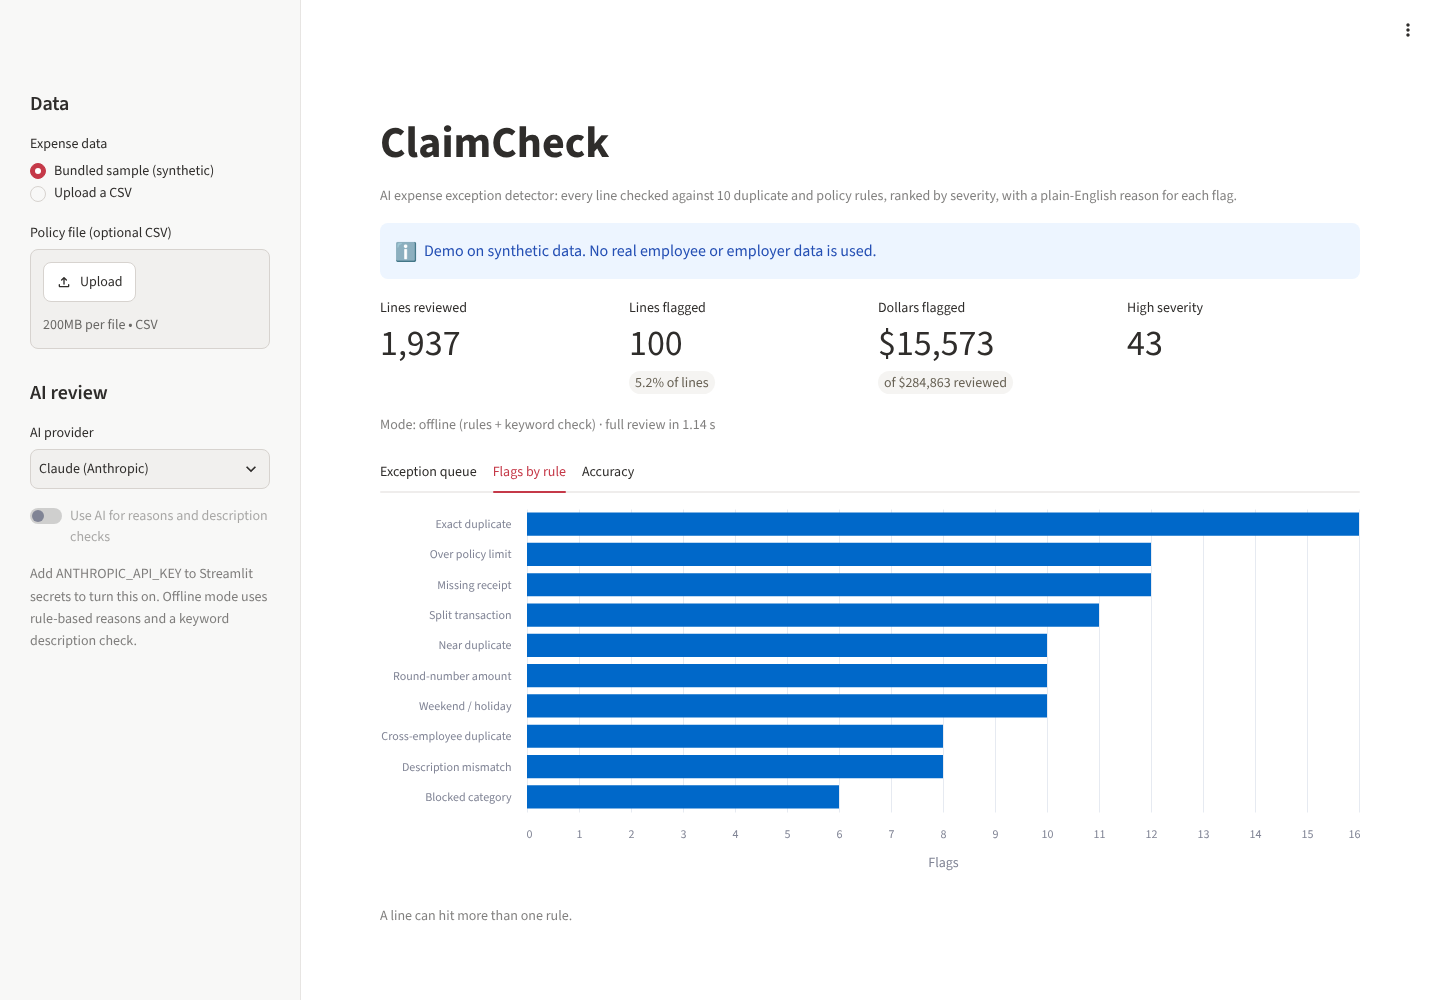 Data
Expense data
Bundled sample (synthetic)
Upload a CSV
Policy file (optional CSV)
Upload
200MB per file • CSV
AI review
AI provider
Claude (Anthropic)
Use AI for reasons and description
checks
Add ANTHROPIC_API_KEY to Streamlit
secrets to turn this on. Offline mode uses
rule-based reasons and a keyword
description check.
ClaimCheck
AI expense exception detector: every line checked against 10 duplicate and policy rules, ranked by severity, with a plain-English reason for each flag.
Demo on synthetic data. No real employee or employer data is used.
Lines reviewed
1,937
Lines flagged
100
5.2% of lines
Dollars flagged
$15,573
of $284,863 reviewed
High severity
43
Mode: offline (rules + keyword check) · full review in 1.14 s
Exception queue Flags by rule Accuracy
Exact duplicate
Over policy limit
Missing receipt
Split transaction
Near duplicate
Round-number amount
Weekend / holiday
Cross-employee duplicate
Description mismatch
Blocked category
0 1 2 3 4 5 6 7 8 9 10 11 12 13 14 15 16
Flags
A line can hit more than one rule.